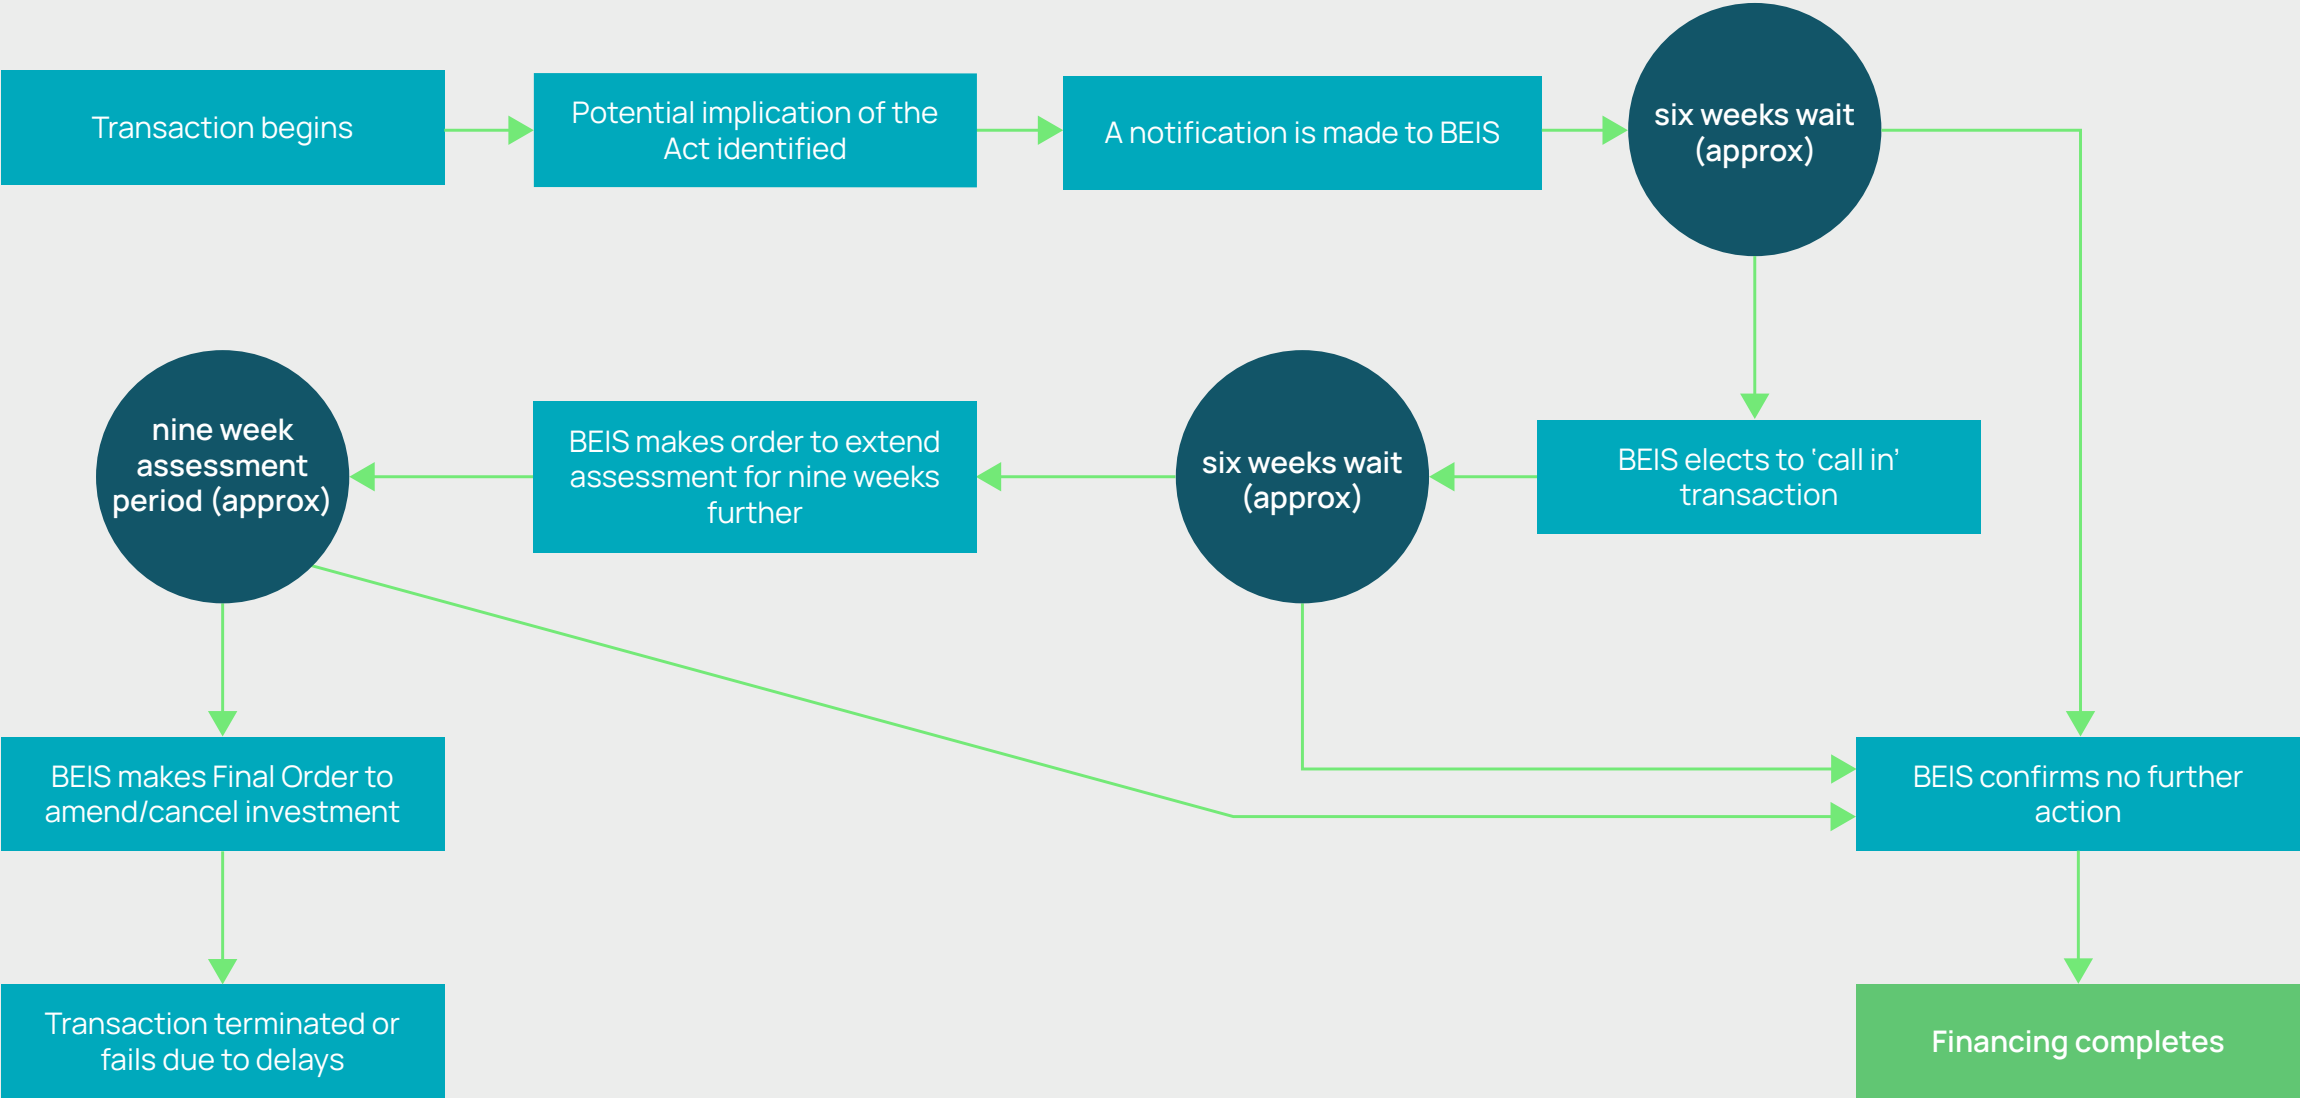 Transaction begins
Potential implication of the
Act identified
A notification is made to BEIS
six weeks wait
(approx)
nine week
assessment
period (approx)
BEIS makes order to extend
assessment for nine weeks
further
six weeks wait
(approx)
BEIS elects to ‘call in’
transaction
BEIS makes Final Order to
amend/cancel investment
BEIS confirms no further
action
Transaction terminated or
fails due to delays
Financing completes